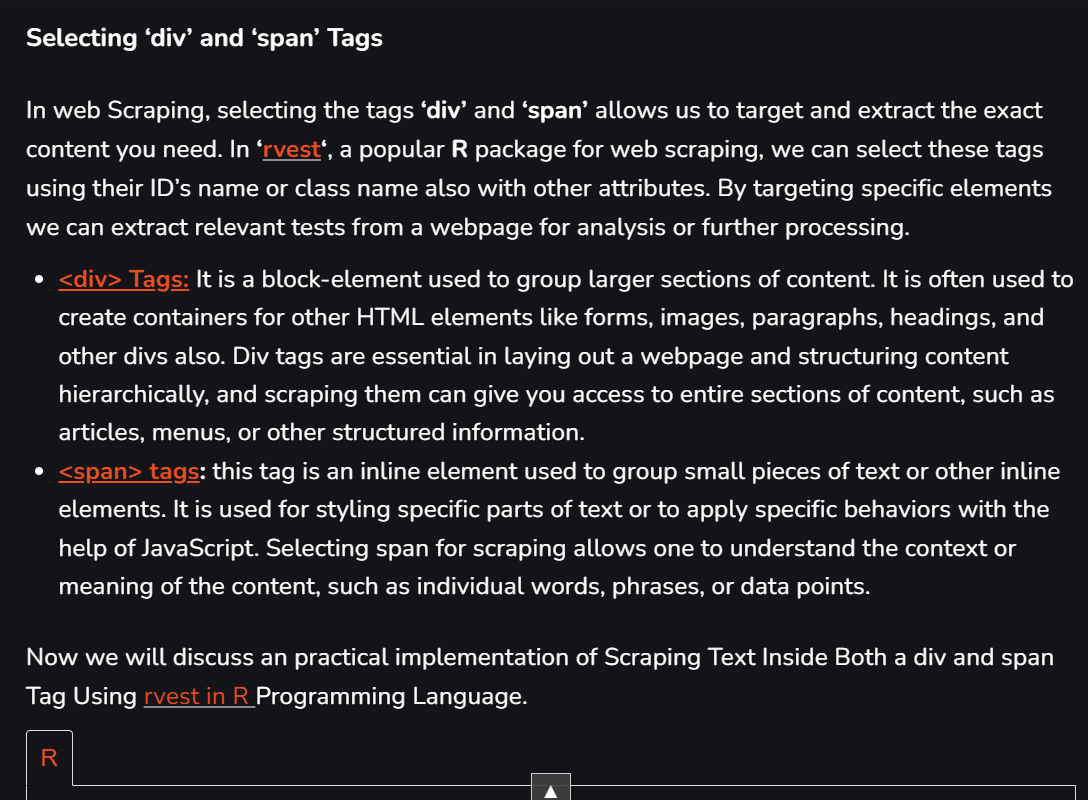 Selecting ‘div’ and ‘span’ Tags
In web Scraping, selecting the tags ‘div’ and ‘span’ allows us to target and extract the exact
content you need. In ‘rvest‘, a popular R package for web scraping, we can select these tags
using their ID’s name or class name also with other attributes. By targeting specific elements
we can extract relevant tests from a webpage for analysis or further processing.
• <div> Tags: It is a block-element used to group larger sections of content. It is often used to
create containers for other HTML elements like forms, images, paragraphs, headings, and
other divs also. Div tags are essential in laying out a webpage and structuring content
hierarchically, and scraping them can give you access to entire sections of content, such as
articles, menus, or other structured information.
• <span> tags: this tag is an inline element used to group small pieces of text or other inline
elements. It is used for styling specific parts of text or to apply specific behaviors with the
help of JavaScript. Selecting span for scraping allows one to understand the context or
meaning of the content, such as individual words, phrases, or data points.
Now we will discuss an practical implementation of Scraping Text Inside Both a div and span
Tag Using rvest in R Programming Language.
R